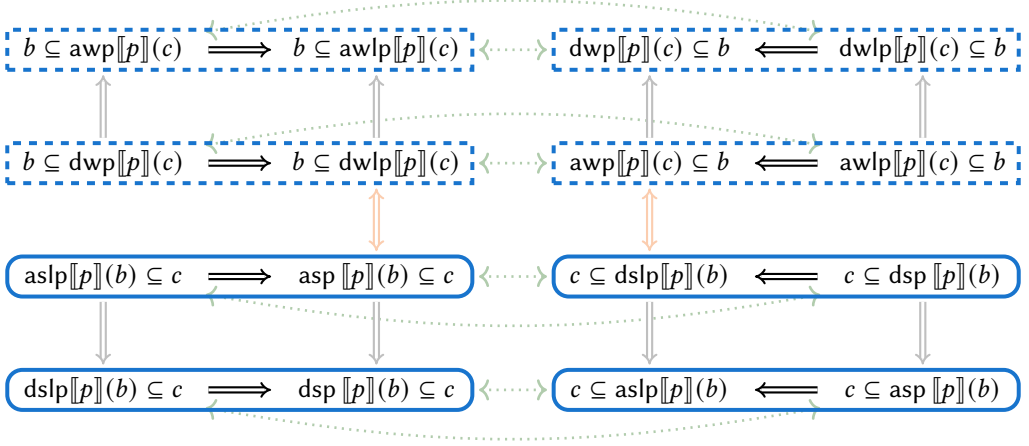 b ⊆ awp⟦p⟧(c) ⟹ b ⊆ awlp⟦p⟧(c) dwp⟦p⟧(c) ⊆ b ⟸ dwlp⟦p⟧(c) ⊆ b
b ⊆ dwp⟦p⟧(c) ⟹ b ⊆ dwlp⟦p⟧(c) awp⟦p⟧(c) ⊆ b ⟸ awlp⟦p⟧(c) ⊆ b
aslp⟦p⟧(b) ⊆ c ⟹ asp ⟦p⟧(b) ⊆ c c ⊆ dslp⟦p⟧(b) ⟸ c ⊆ dsp ⟦p⟧(b)
dslp⟦p⟧(b) ⊆ c ⟹ dsp ⟦p⟧(b) ⊆ c c ⊆ aslp⟦p⟧(b) ⟸ c ⊆ asp ⟦p⟧(b)